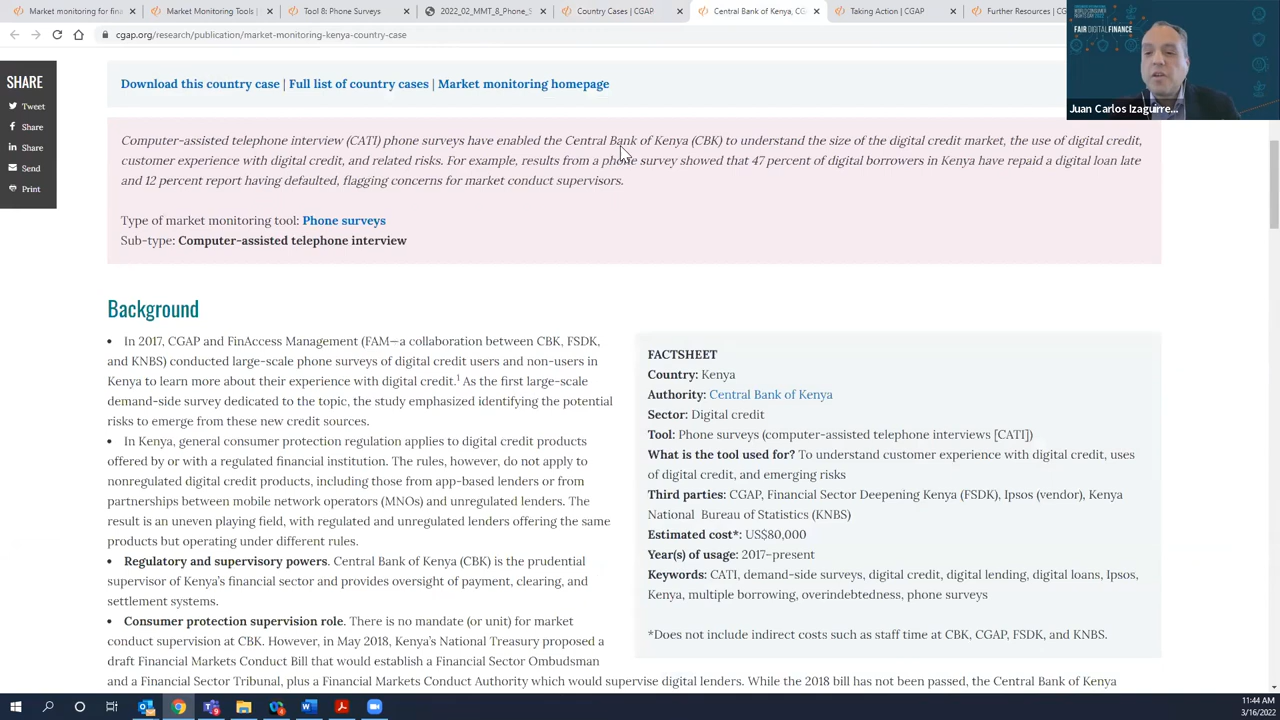 Market monitoring for fina
Market Monitoring Tools |
Tool 8: Phone Surveys
2022_02_MMT_8_Phone_S
Country Cases | CGAP
Central Bank of Kenya, CG
Taking Action | CGAP
Further Resources | CG
cgap.org/research/publication/market-monitoring-kenya-country-case
WORLD CONSUMER
RIGHTS DAY 2022
FAIR DIGITAL FINANCE
Juan Carlos Izaguirre...
SHARE
Tweet
Share
Share
Send
Print
Download this country case | Full list of country cases | Market monitoring homepage
Computer-assisted telephone interview (CATI) phone surveys have enabled the Central Bank of Kenya (CBK) to understand the size of the digital credit market, the use of digital credit,
customer experience with digital credit, and related risks. For example, results from a phone survey showed that 47 percent of digital borrowers in Kenya have repaid a digital loan late
and 12 percent report having defaulted, flagging concerns for market conduct supervisors.
Type of market monitoring tool: Phone surveys
Sub-type: Computer-assisted telephone interview
Background
• In 2017, CGAP and FinAccess Management (FAM—a collaboration between CBK, FSDK,
and KNBS) conducted large-scale phone surveys of digital credit users and non-users in
Kenya to learn more about their experience with digital credit.1 As the first large-scale
demand-side survey dedicated to the topic, the study emphasized identifying the potential
risks to emerge from these new credit sources.
• In Kenya, general consumer protection regulation applies to digital credit products
offered by or with a regulated financial institution. The rules, however, do not apply to
nonregulated digital credit products, including those from app-based lenders or from
partnerships between mobile network operators (MNOs) and unregulated lenders. The
result is an uneven playing field, with regulated and unregulated lenders offering the same
products but operating under different rules.
• Regulatory and supervisory powers. Central Bank of Kenya (CBK) is the prudential
supervisor of Kenya's financial sector and provides oversight of payment, clearing, and
settlement systems.
• Consumer protection supervision role. There is no mandate (or unit) for market
conduct supervision at CBK. However, in May 2018, Kenya's National Treasury proposed a
draft Financial Markets Conduct Bill that would establish a Financial Sector Ombudsman
and a Financial Sector Tribunal, plus a Financial Markets Conduct Authority which would supervise digital lenders. While the 2018 bill has not been passed, the Central Bank of Kenya
FACTSHEET
Country: Kenya
Authority: Central Bank of Kenya
Sector: Digital credit
Tool: Phone surveys (computer-assisted telephone interviews [CATI])
What is the tool used for? To understand customer experience with digital credit, uses
of digital credit, and emerging risks
Third parties: CGAP, Financial Sector Deepening Kenya (FSDK), Ipsos (vendor), Kenya
National Bureau of Statistics (KNBS)
Estimated cost*: US$80,000
Year(s) of usage: 2017–present
Keywords: CATI, demand-side surveys, digital credit, digital lending, digital loans, Ipsos,
Kenya, multiple borrowing, overindebtedness, phone surveys
*Does not include indirect costs such as staff time at CBK, CGAP, FSDK, and KNBS.
11:44 AM
3/16/2022